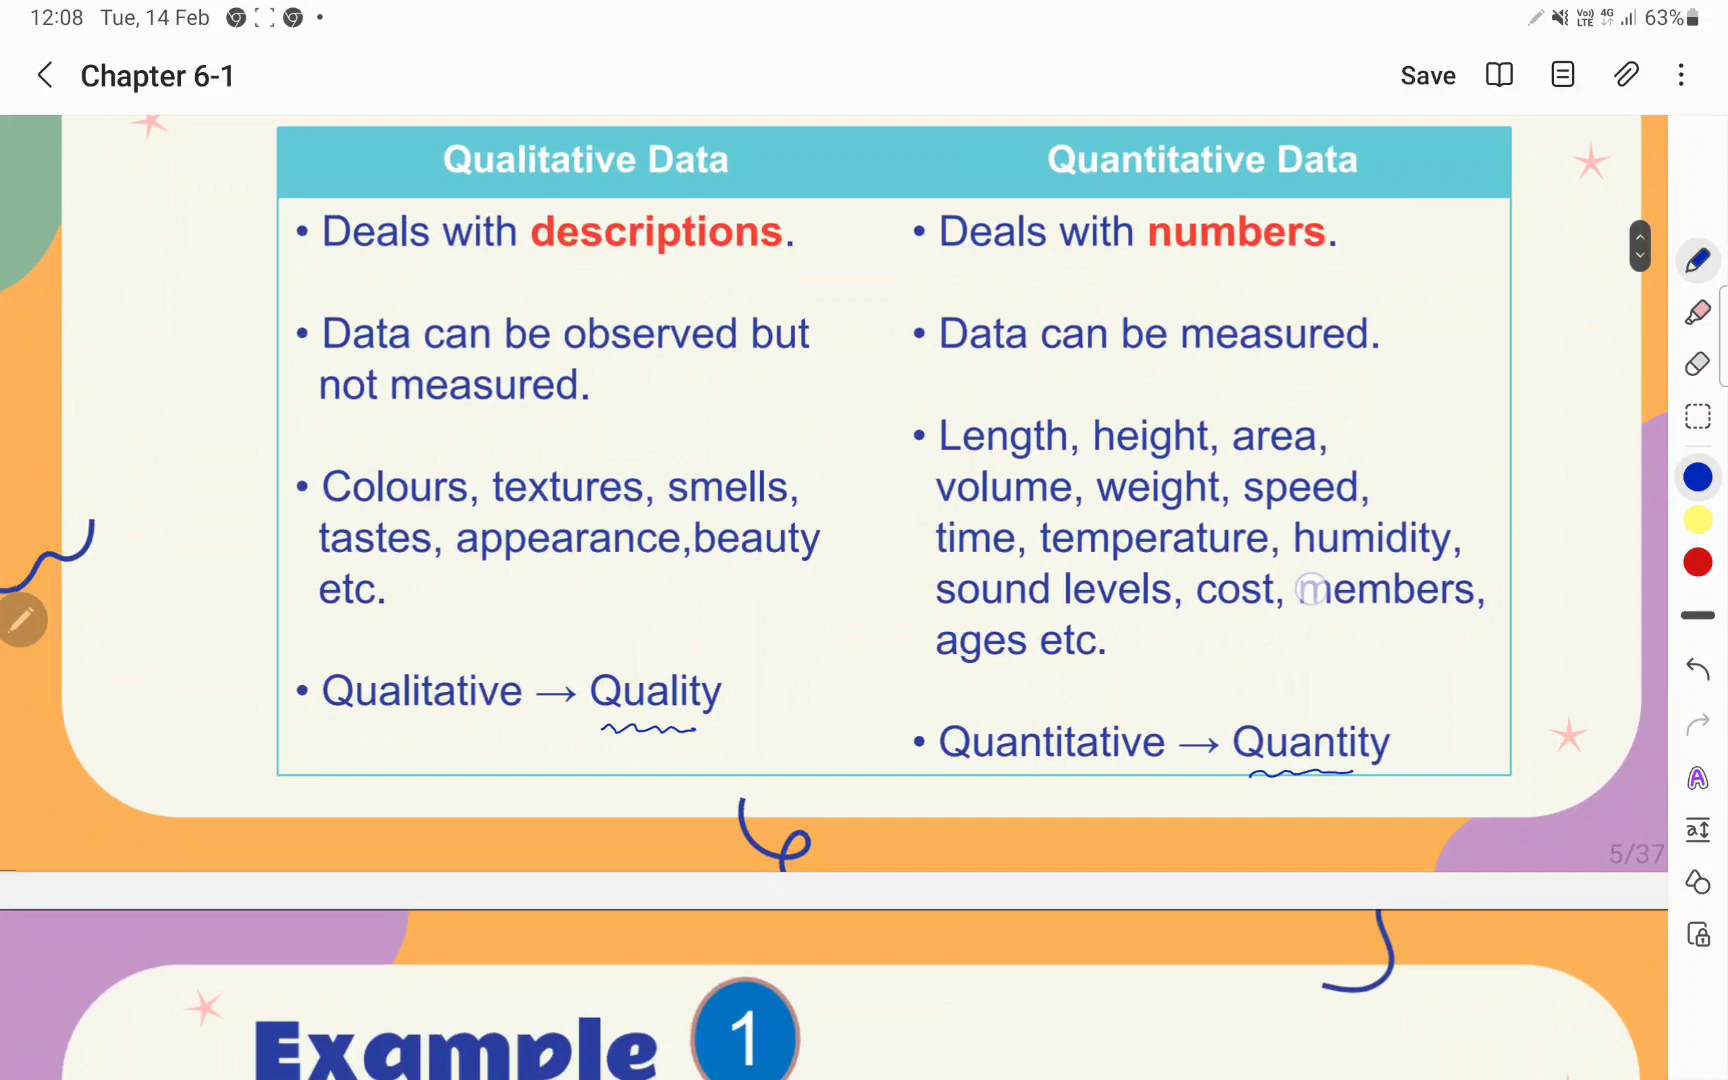 12:08 Tue, 14 Feb
Vo)) LTE 4G 63%
Chapter 6-1
Save
Qualitative Data
Quantitative Data
• Deals with descriptions.
• Data can be observed but
not measured.
• Colours, textures, smells,
tastes, appearance,beauty
etc.
• Qualitative → Quality
• Deals with numbers.
• Data can be measured.
• Length, height, area,
volume, weight, speed,
time, temperature, humidity,
sound levels, cost, members,
ages etc.
• Quantitative → Quantity
5/37
Example 1
A
a